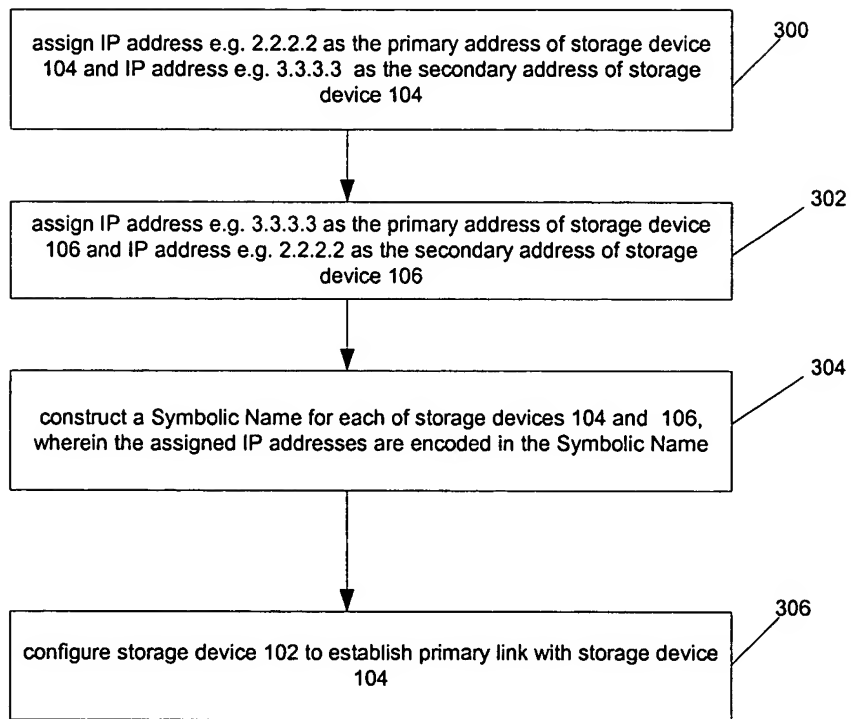 assign IP address e.g. 2.2.2.2 as the primary address of storage device
104 and IP address e.g. 3.3.3.3 as the secondary address of storage
device 104
300
assign IP address e.g. 3.3.3.3 as the primary address of storage device
106 and IP address e.g. 2.2.2.2 as the secondary address of storage
device 106
302
construct a Symbolic Name for each of storage devices 104 and 106,
wherein the assigned IP addresses are encoded in the Symbolic Name
304
configure storage device 102 to establish primary link with storage device
104
306